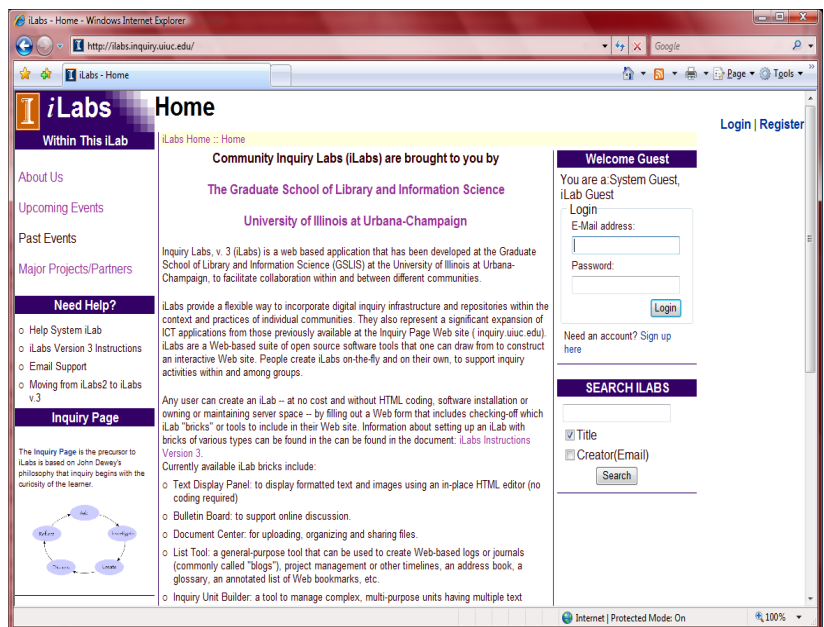 iLabs - Home - Windows Internet Explorer
http://ilabs.inquiry.uiuc.edu/
Google
iLabs - Home
Page
Tools
iLabs
Within This iLab
About Us
Upcoming Events
Past Events
Major Projects/Partners
Need Help?
o Help System iLab
o iLabs Version 3 Instructions
o Email Support
o Moving from iLabs2 to iLabs
v.3
Inquiry Page
The Inquiry Page is the precursor to
iLabs is based on John Dewey's
philosophy that inquiry begins with the
curiosity of the learner.
Ask
Investigate
Create
Discuss
Reflect
Home
Login | Register
iLabs Home :: Home
Community Inquiry Labs (iLabs) are brought to you by
The Graduate School of Library and Information Science
University of Illinois at Urbana-Champaign
Inquiry Labs, v. 3 (iLabs) is a web based application that has been developed at the Graduate
School of Library and Information Science (GSLIS) at the University of Illinois at Urbana-
Champaign, to facilitate collaboration within and between different communities.
iLabs provide a flexible way to incorporate digital inquiry infrastructure and repositories within the
context and practices of individual communities. They also represent a significant expansion of
ICT applications from those previously available at the Inquiry Page Web site ( inquiry.uiuc.edu).
iLabs are a Web-based suite of open source software tools that one can draw from to construct
an interactive Web site. People create iLabs on-the-fly and on their own, to support inquiry
activities within and among groups.
Any user can create an iLab -- at no cost and without HTML coding, software installation or
owning or maintaining server space -- by filling out a Web form that includes checking-off which
iLab "bricks" or tools to include in their Web site. Information about setting up an iLab with
bricks of various types can be found in the can be found in the document: iLabs Instructions
Version 3.
Currently available iLab bricks include:
o Text Display Panel: to display formatted text and images using an in-place HTML editor (no
coding required)
o Bulletin Board: to support online discussion.
o Document Center: for uploading, organizing and sharing files.
o List Tool: a general-purpose tool that can be used to create Web-based logs or journals
(commonly called "blogs"), project management or other timelines, an address book, a
glossary, an annotated list of Web bookmarks, etc.
o Inquiry Unit Builder: a tool to manage complex, multi-purpose units having multiple text
Welcome Guest
You are a:System Guest,
iLab Guest
Login
E-Mail address:
Password:
Login
Need an account? Sign up
here
SEARCH ILABS
Title
Creator(Email)
Search
Internet | Protected Mode: On
100%